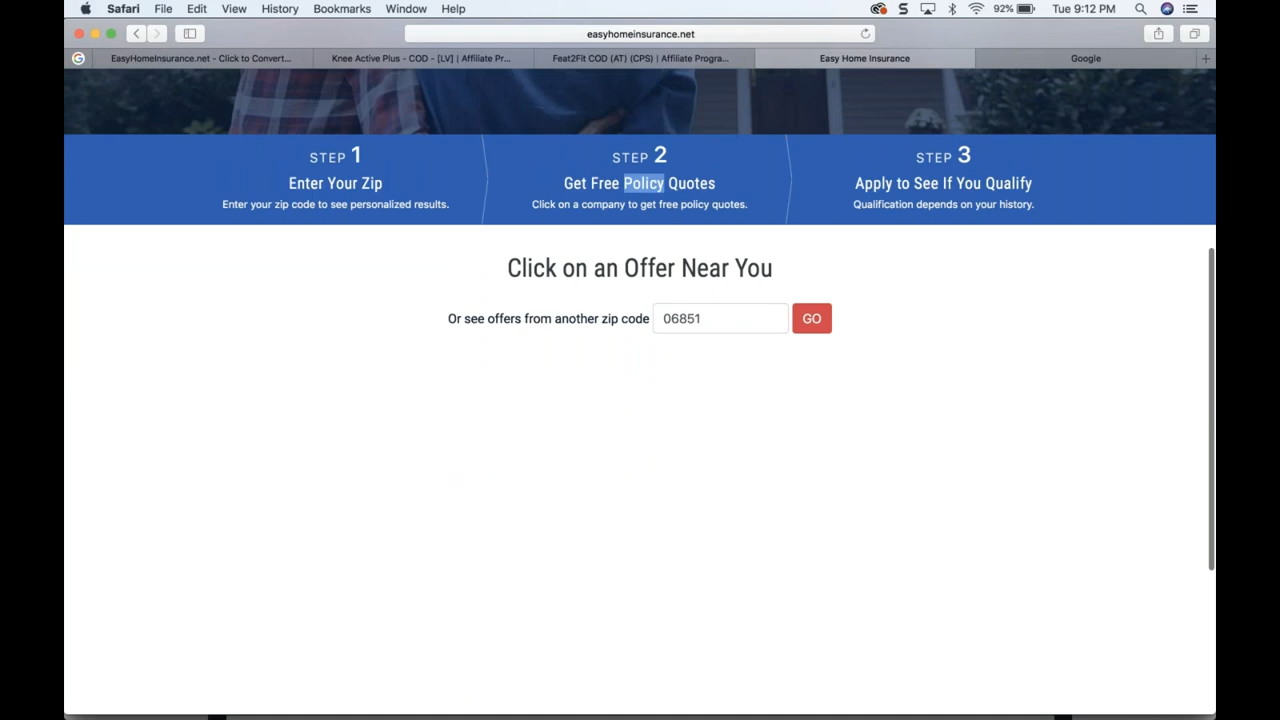 Safari File Edit View History Bookmarks Window Help 92% Tue 9:12 PM
easyhomeinsurance.net
EasyHomeInsurance.net - Click to Convert... Knee Active Plus - COD - [LV] | Affiliate Pr... Feat2Fit COD (AT) (CPS) | Affiliate Progra... Easy Home Insurance Google
STEP 1
Enter Your Zip
Enter your zip code to see personalized results.
STEP 2
Get Free Policy Quotes
Click on a company to get free policy quotes.
STEP 3
Apply to See If You Qualify
Qualification depends on your history.
Click on an Offer Near You
Or see offers from another zip code 06851 GO